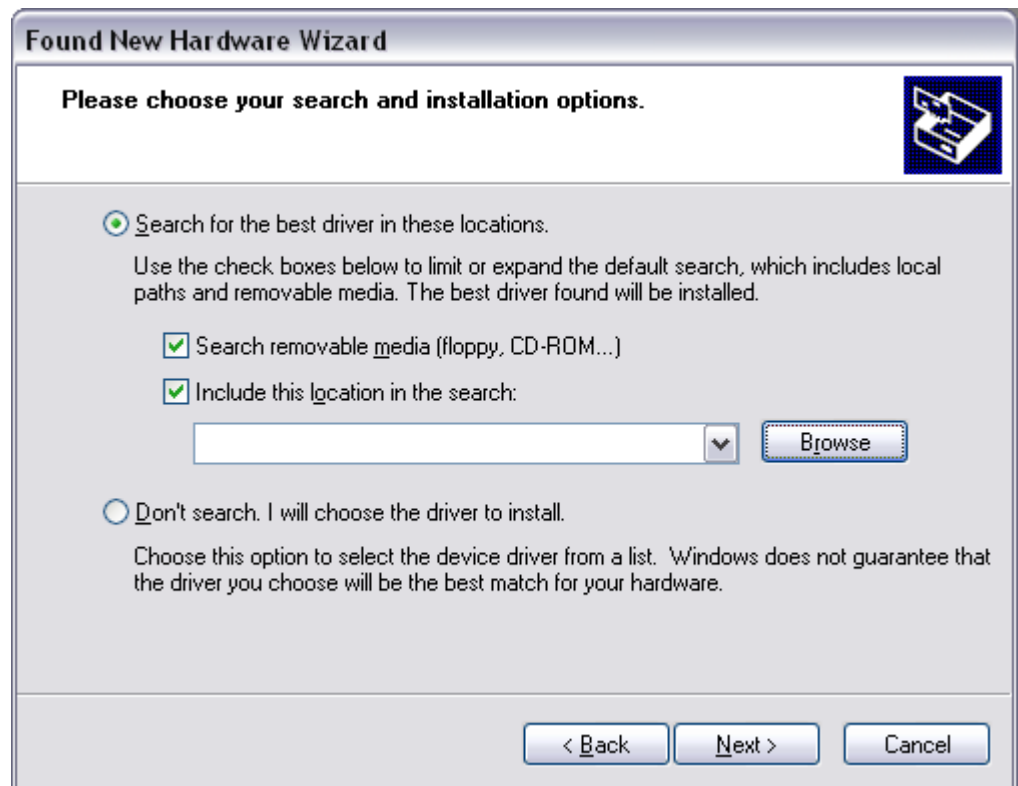 Found New Hardware Wizard
Please choose your search and installation options.
Search for the best driver in these locations.
Use the check boxes below to limit or expand the default search, which includes local
paths and removable media. The best driver found will be installed.
Search removable media (floppy, CD-ROM...)
Include this location in the search:
Browse
Don't search. I will choose the driver to install.
Choose this option to select the device driver from a list.  Windows does not guarantee that
the driver you choose will be the best match for your hardware.
< Back Next > Cancel